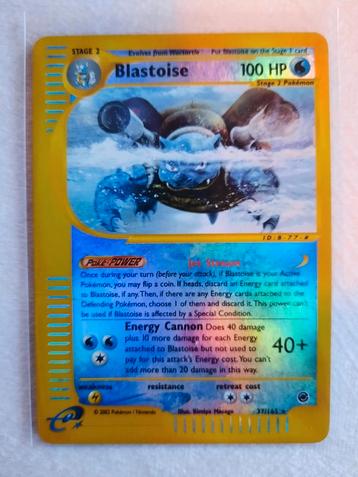 STAGE 2 Evolves from Wartortle Put Blastoise on the Stage 1 card
Blastoise 100 HP
Stage 2 Pokémon
Poké-POWER Jet Stream
Once during your turn (before your attack), if Blastoise is your Active
Pokémon, you may flip a coin. If heads, discard an Energy card attached
to Blastoise, if any. Then, if there are any Energy cards attached to the
Defending Pokémon, choose 1 of them and discard it. This power can't
be used if Blastoise is affected by a Special Condition.
Energy Cannon Does 40 damage
plus 10 more damage for each Energy
attached to Blastoise but not used to
pay for this attack's Energy cost. You can't
add more than 20 damage in this way.
40+
weakness resistance retreat cost
e
© 2002 Pokémon / Nintendo Illus. Hiromichi